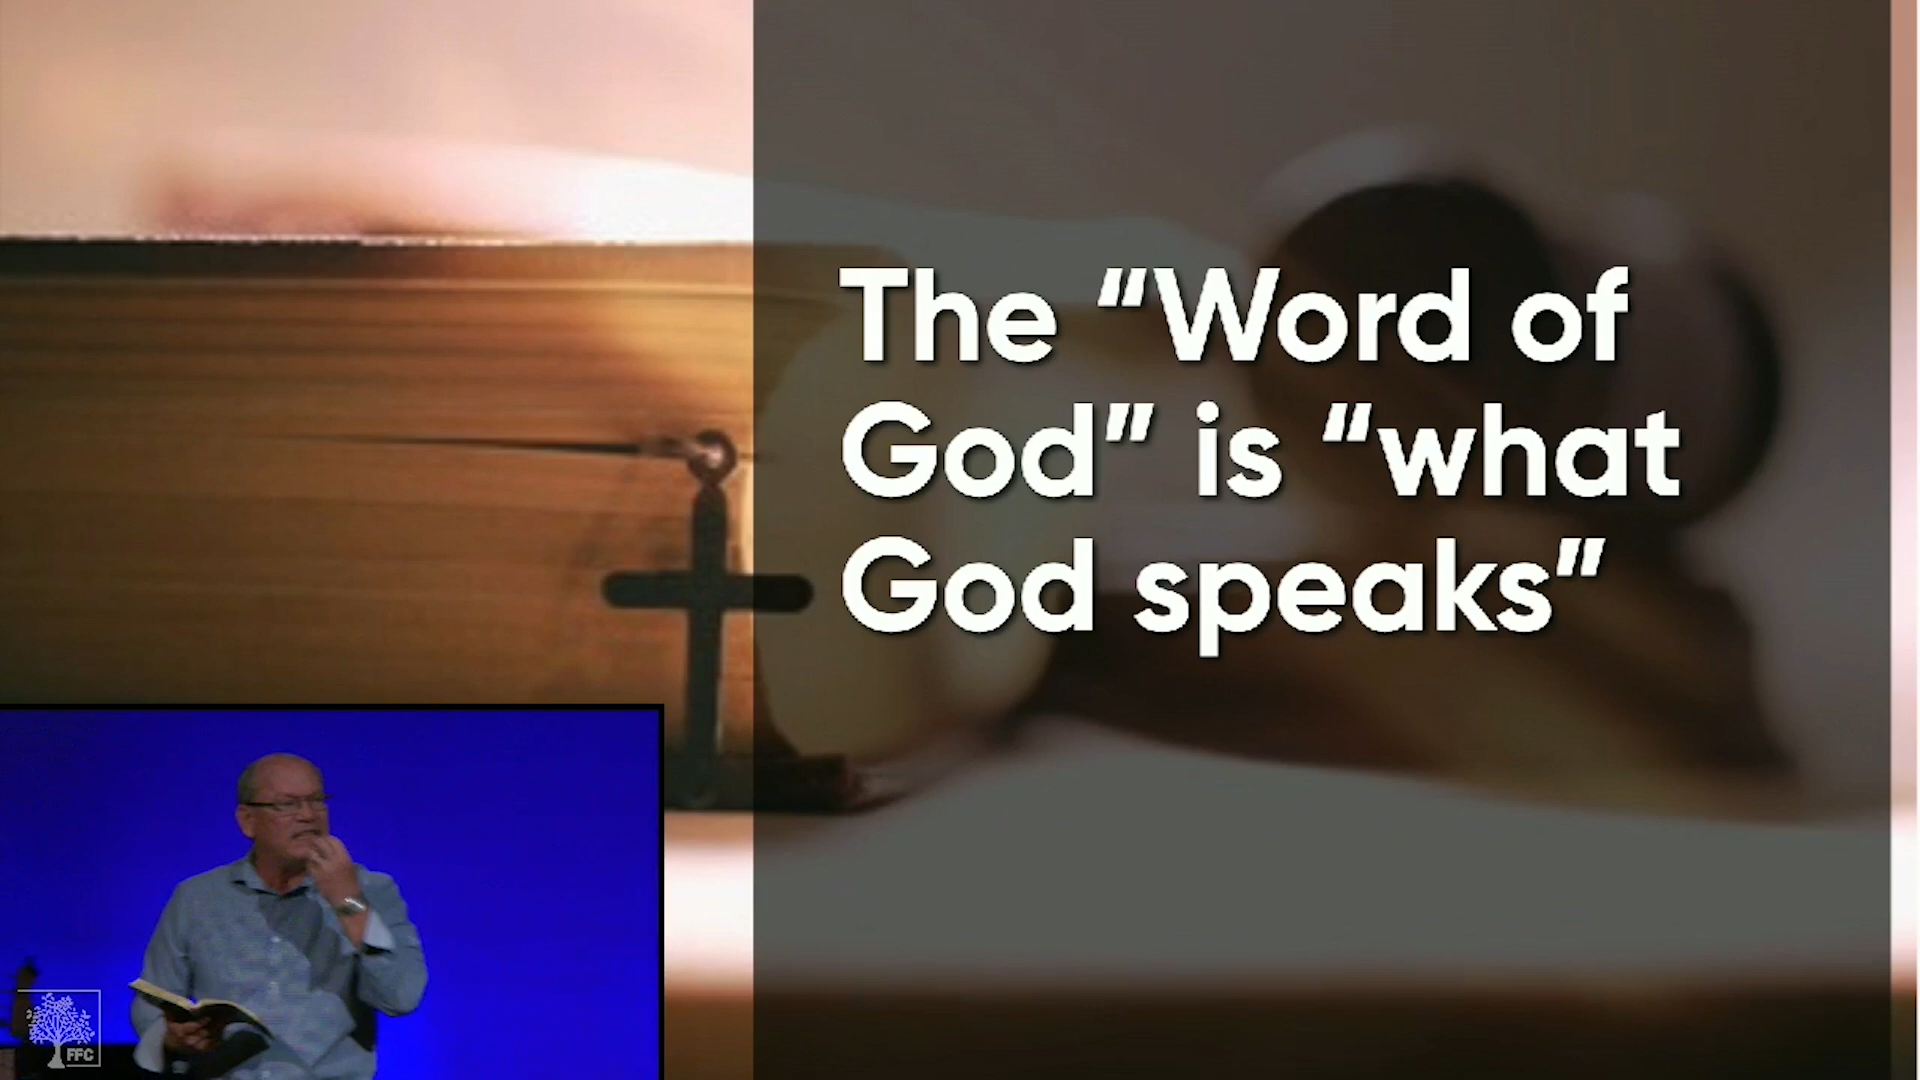 The “Word of
God” is “what
God speaks”
FFC